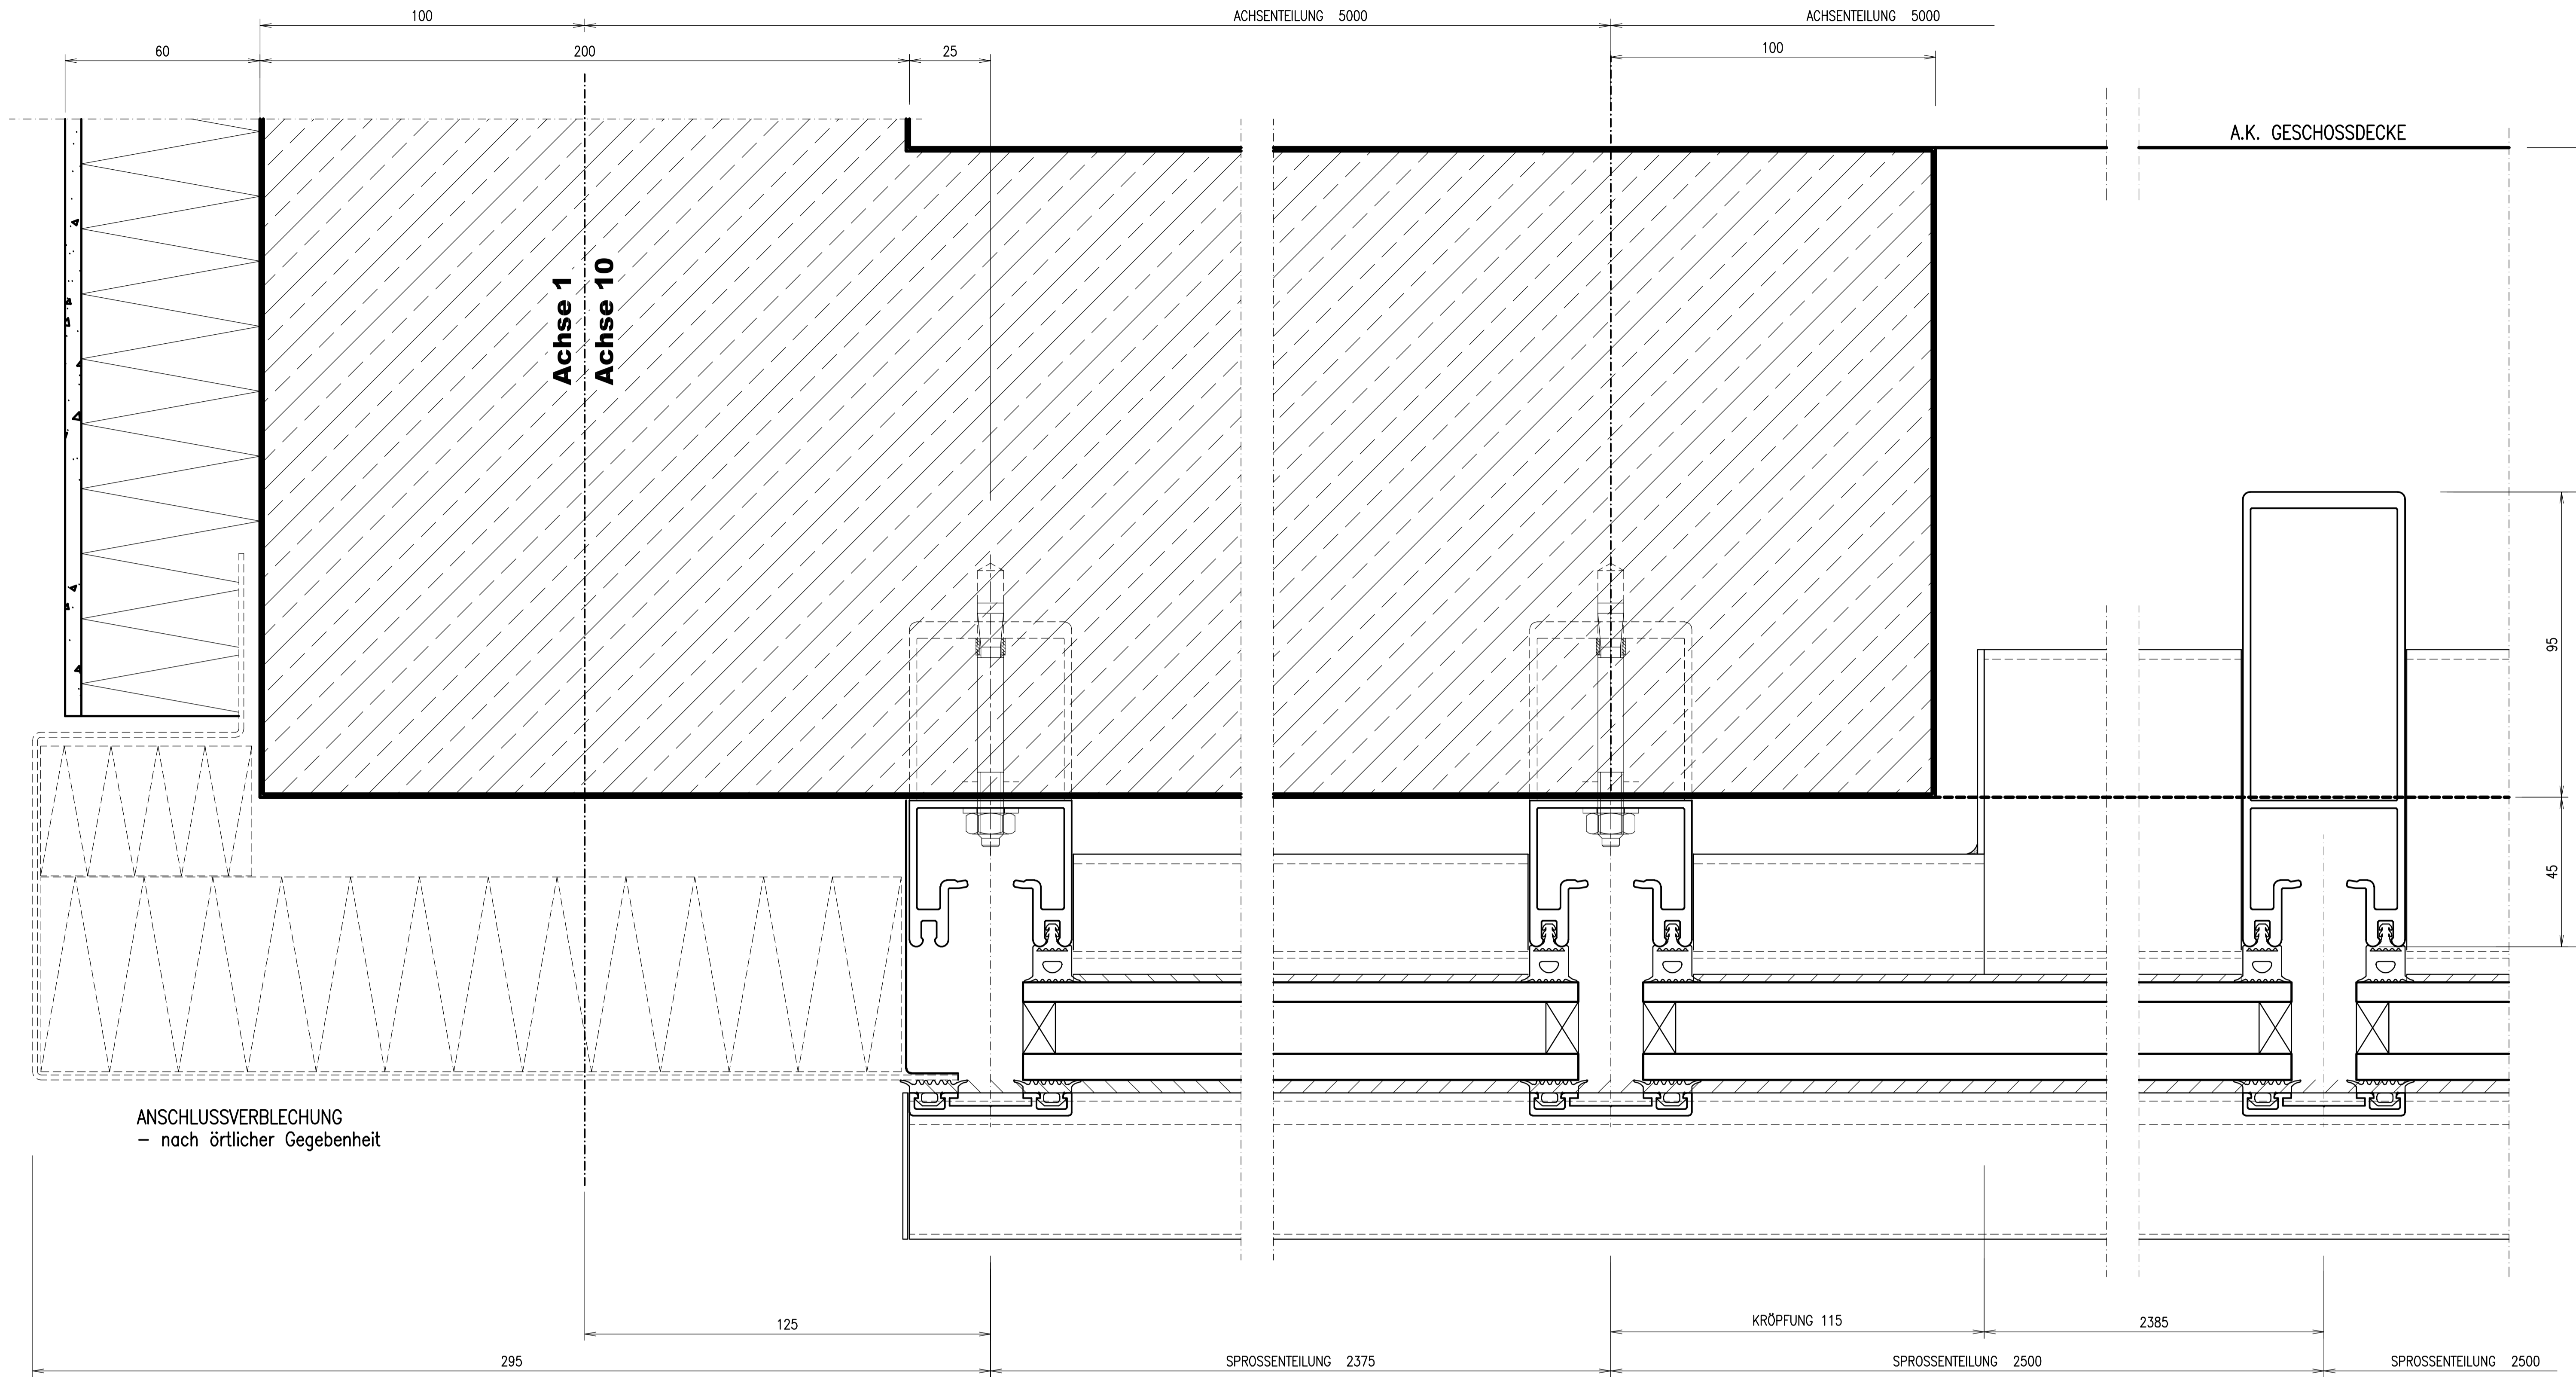 100
ACHSENTEILUNG 5000
ACHSENTEILUNG 5000
60
200
25
100
A.K. GESCHOSSDECKE
Achse 1
Achse 10
95
45
ANSCHLUSSVERBLECHUNG
– nach örtlicher Gegebenheit
125
KRÖPFUNG 115
2385
295
SPROSSENTEILUNG 2375
SPROSSENTEILUNG 2500
SPROSSENTEILUNG 2500